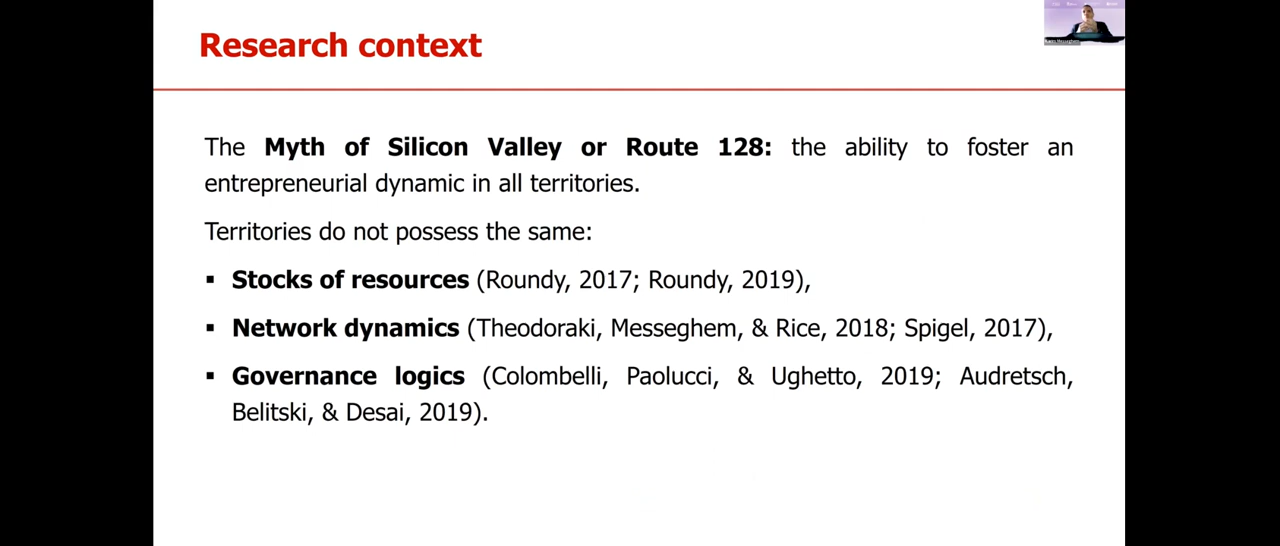 Research context
The Myth of Silicon Valley or Route 128: the ability to foster an
entrepreneurial dynamic in all territories.
Territories do not possess the same:
▪ Stocks of resources (Roundy, 2017; Roundy, 2019),
▪ Network dynamics (Theodoraki, Messeghem, & Rice, 2018; Spigel, 2017),
▪ Governance logics (Colombelli, Paolucci, & Ughetto, 2019; Audretsch,
Belitski, & Desai, 2019).